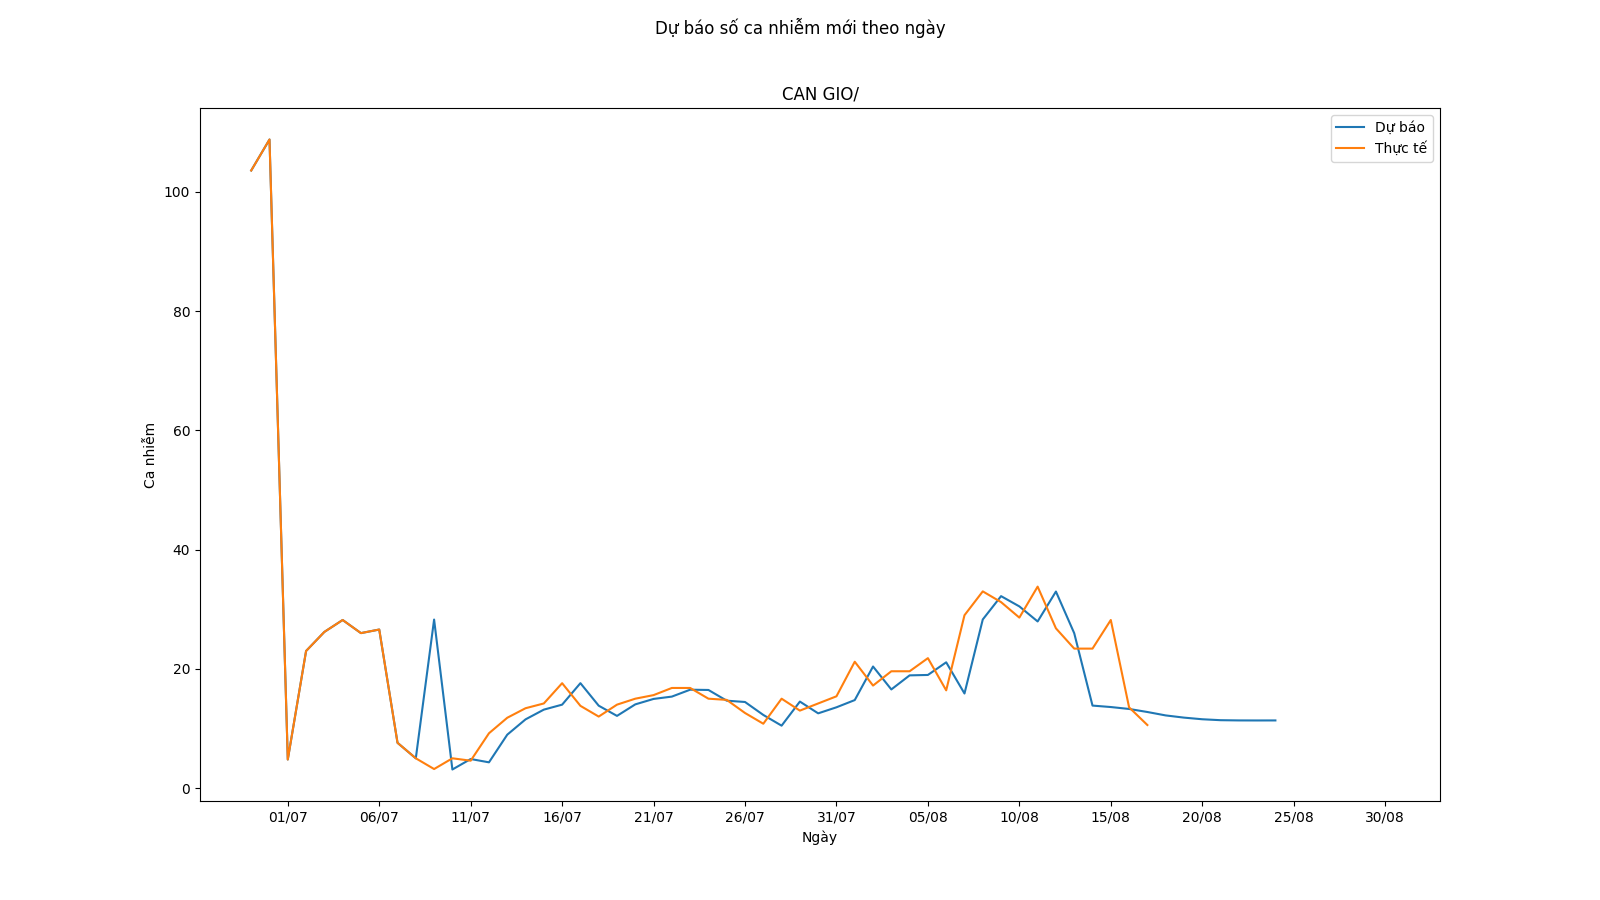 Dự báo số ca nhiễm mới theo ngày
CAN GIO/
Dự báo
Thực tế
100
80
60
40
20
0
Ca nhiễm
01/07 06/07 11/07 16/07 21/07 26/07 31/07 05/08 10/08 15/08 20/08 25/08 30/08
Ngày